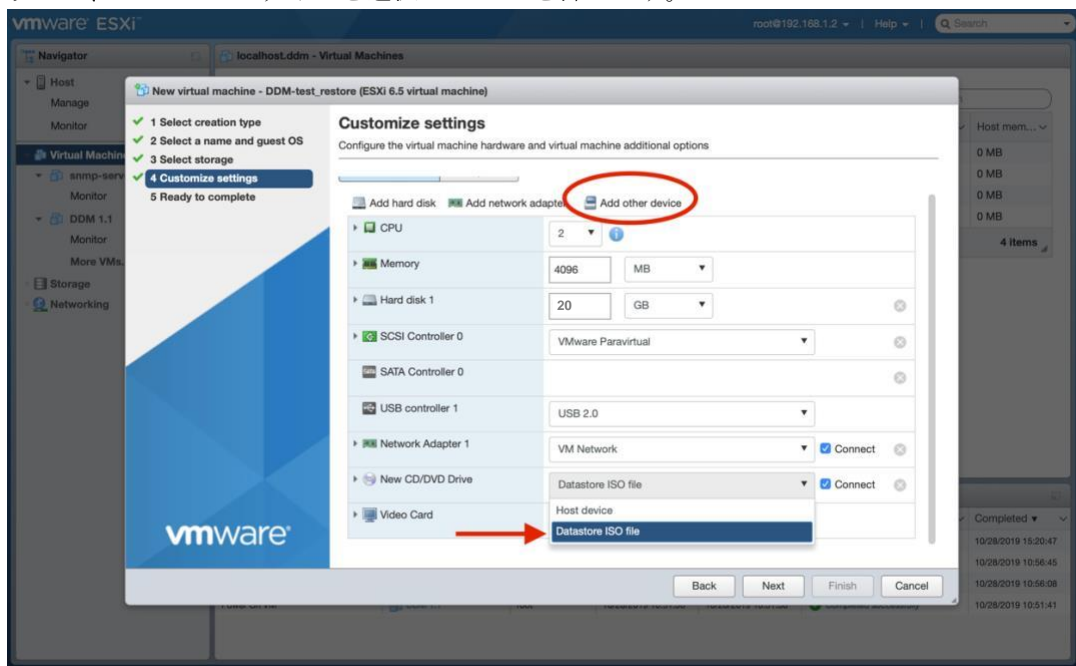 vmware ESXi™
root@192.168.1.2
Help
Search
Navigator
localhost.ddm - Virtual Machines
Host
Manage
Monitor
Virtual Machin
snmp-serv
Monitor
DDM 1.1
Monitor
More VMs.
Storage
Networking
Host mem...
0 MB
0 MB
0 MB
0 MB
4 items
New virtual machine - DDM-test_restore (ESXi 6.5 virtual machine)
1 Select creation type
2 Select a name and guest OS
3 Select storage
4 Customize settings
5 Ready to complete
vmware®
Customize settings
Configure the virtual machine hardware and virtual machine additional options
Add hard disk Add network adapter Add other device
CPU 2
Memory 4096 MB
Hard disk 1 20 GB
SCSI Controller 0 VMware Paravirtual
SATA Controller 0
USB controller 1 USB 2.0
Network Adapter 1 VM Network Connect
New CD/DVD Drive Datastore ISO file Connect
Host device
Video Card
Datastore ISO file
Back Next Finish Cancel
Completed
10/28/2019 15:20:47
10/28/2019 10:56:45
10/28/2019 10:56:08
10/28/2019 10:51:41